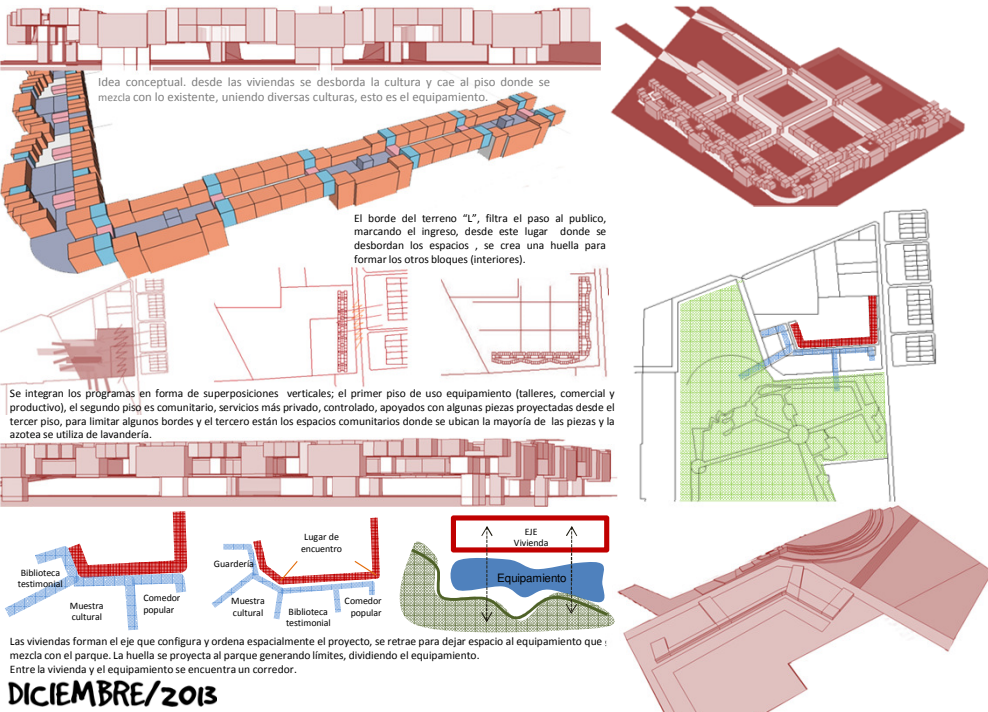 Idea conceptual. desde las viviendas se desborda la cultura y cae al piso donde se
mezcla con lo existente, uniendo diversas culturas, esto es el equipamiento.
El borde del terreno “L”, filtra el paso al publico,
marcando el ingreso, desde este lugar donde se
desbordan los espacios , se crea una huella para
formar los otros bloques (interiores).
Se integran los programas en forma de superposiciones verticales; el primer piso de uso equipamiento (talleres, comercial y
productivo), el segundo piso es comunitario, servicios más privado, controlado, apoyados con algunas piezas proyectadas desde el
tercer piso, para limitar algunos bordes y el tercero están los espacios comunitarios donde se ubican la mayoría de las piezas y la
azotea se utiliza de lavandería.
Biblioteca
testimonial
Muestra
cultural
Comedor
popular
Lugar de
encuentro
Guardería
Muestra
cultural
Biblioteca
testimonial
Comedor
popular
EJE
Vivienda
Equipamiento
Las viviendas forman el eje que configura y ordena espacialmente el proyecto, se retrae para dejar espacio al equipamiento que
mezcla con el parque. La huella se proyecta al parque generando límites, dividiendo el equipamiento.
Entre la vivienda y el equipamiento se encuentra un corredor.
DICIEMBRE/2013